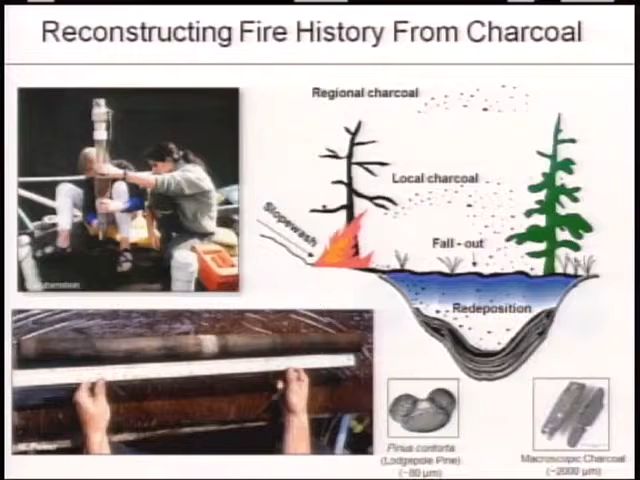 Reconstructing Fire History From Charcoal
Regional charcoal
Local charcoal
Slopewash
Fall - out
Redeposition
Pinus contorta
(Lodgepole Pine)
(~80 µm)
Macroscopic Charcoal
(~2000 µm)